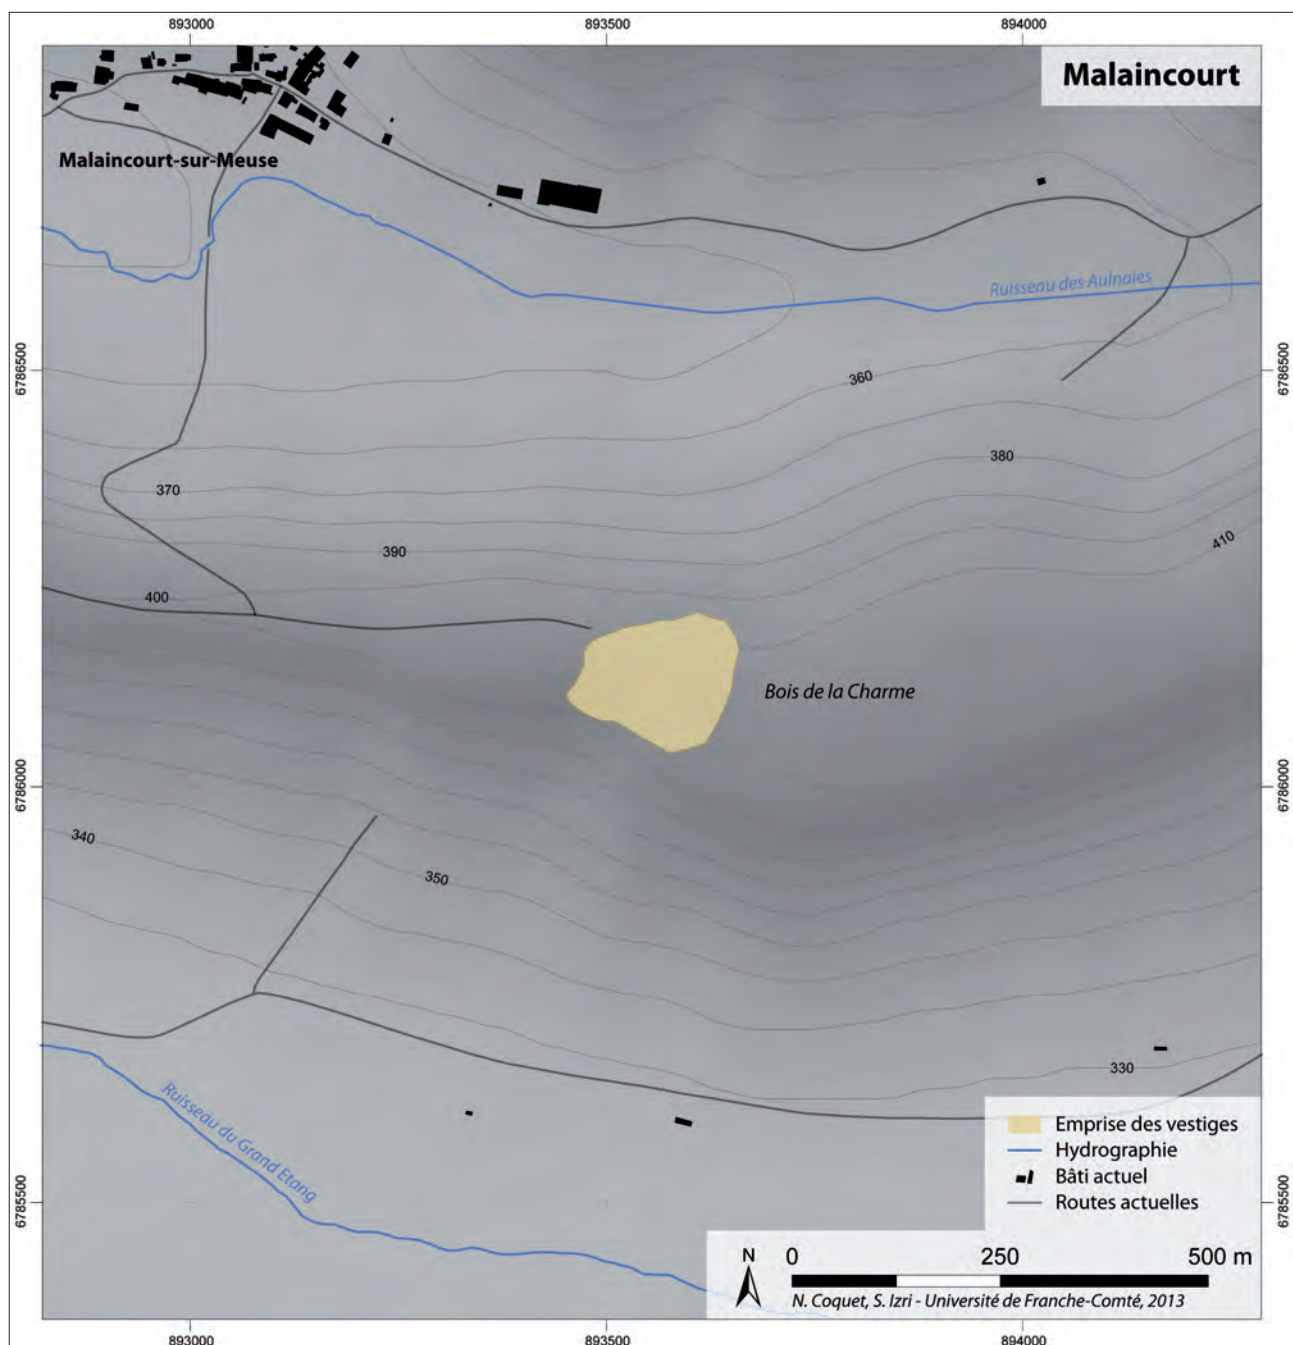 893000
893500
894000
Malaincourt
Malaincourt-sur-Meuse
Ruisseau des Aulnaies
6786500
6786500
360
380
370
390
410
400
Bois de la Charme
6786000
6786000
340
350
330
Ruisseau du Grand Etang
Emprise des vestiges
Hydrographie
Bâti actuel
Routes actuelles
6785500
6785500
N
0
250
500 m
N. Coquet, S. Izri - Université de Franche-Comté, 2013
893000
893500
894000